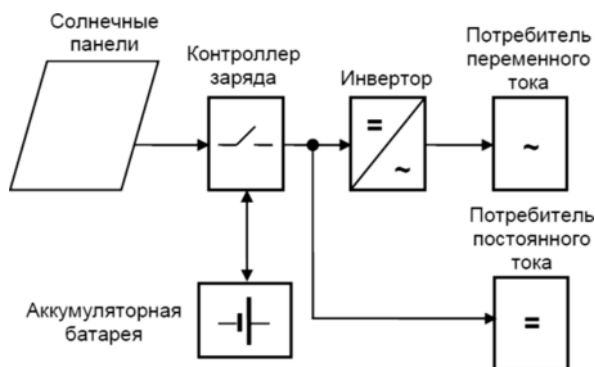 Солнечные
панели
Контроллер
заряда
Инвертор
Потребитель
переменного
тока
=
~
~
Аккумуляторная
батарея
Потребитель
постоянного
тока
=